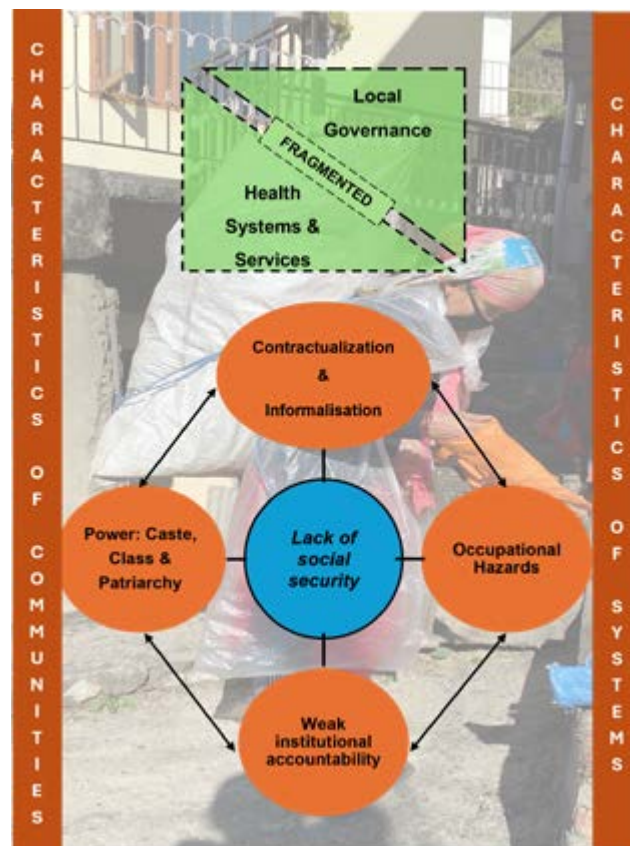 CHARACTERISTICS OF COMMUNITIES
Local
Governance
FRAGMENTED
Health
Systems &
Services
Contractualization
&
Informalisation
Power: Caste,
Class &
Patriarchy
Lack of
social
security
Occupational
Hazards
Weak
institutional
accountability
CHARACTERISTICS OF SYSTEMS